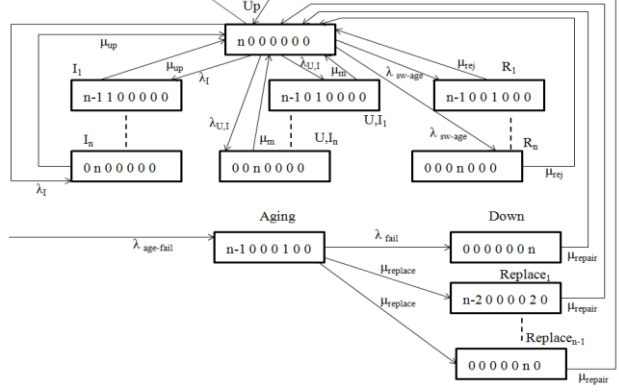 Up
n 0 0 0 0 0 0
μup
μup
λI
λU,I
μm
λ sw-age
μrej
I1
R1
n-1 1 0 0 0 0 0
n-1 0 1 0 0 0 0
n-1 0 0 1 0 0 0
λU,I
μm
U,I1
λ sw-age
In
U,In
Rn
0 n 0 0 0 0 0
0 0 n 0 0 0 0
0 0 0 n 0 0 0
λI
μrej
Aging
Down
λ age-fail
n-1 0 0 0 1 0 0
λ fail
0 0 0 0 0 0 n
μrepair
μreplace
Replace1
μreplace
n-2 0 0 0 0 2 0
μrepair
Replacen-1
0 0 0 0 0 n 0
μrepair